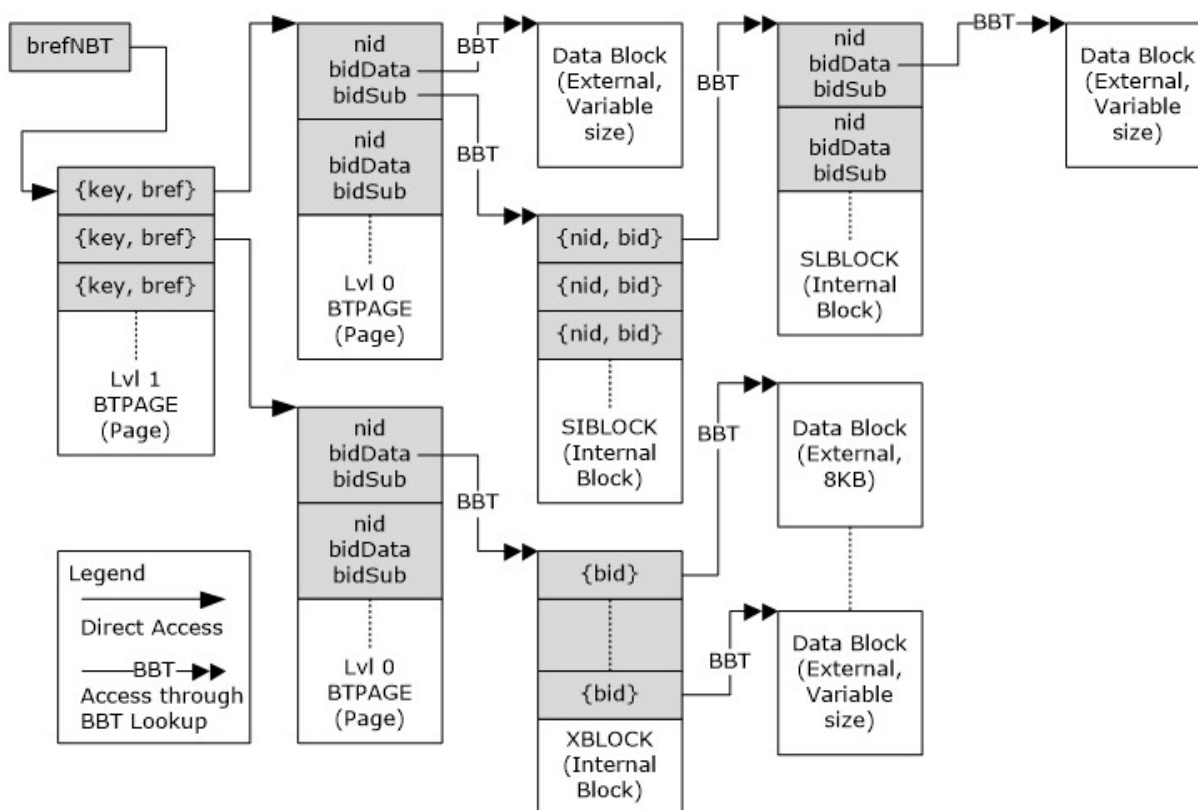 brefNBT
{key, bref}
{key, bref}
{key, bref}
Lvl 1
BTPAGE
(Page)
nid
bidData
bidSub
nid
bidData
bidSub
Lvl 0
BTPAGE
(Page)
BBT
BBT
Data Block
(External,
Variable
size)
{nid, bid}
{nid, bid}
{nid, bid}
SIBLOCK
(Internal
Block)
BBT
nid
bidData
bidSub
nid
bidData
bidSub
SLBLOCK
(Internal
Block)
BBT
Data Block
(External,
Variable
size)
nid
bidData
bidSub
nid
bidData
bidSub
Lvl 0
BTPAGE
(Page)
BBT
{bid}
{bid}
XBLOCK
(Internal
Block)
BBT
Data Block
(External,
8KB)
BBT
Data Block
(External,
Variable
size)
Legend
Direct Access
BBT
Access through
BBT Lookup